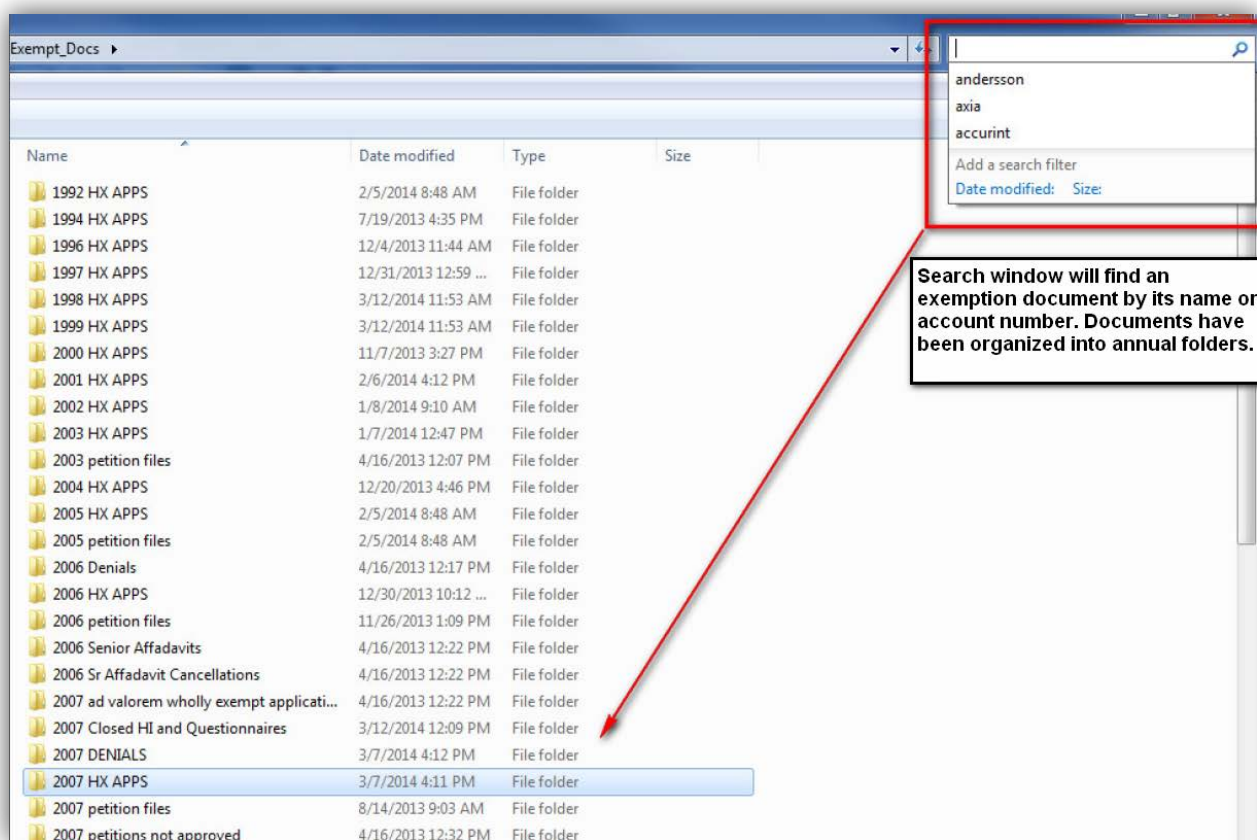 Exempt_Docs
andersson
axia
accurint
Add a search filter
Date modified: Size:
Name Date modified Type Size
1992 HX APPS 2/5/2014 8:48 AM File folder
1994 HX APPS 7/19/2013 4:35 PM File folder
1996 HX APPS 12/4/2013 11:44 AM File folder
1997 HX APPS 12/31/2013 12:59 ... File folder
1998 HX APPS 3/12/2014 11:53 AM File folder
1999 HX APPS 3/12/2014 11:53 AM File folder
2000 HX APPS 11/7/2013 3:27 PM File folder
2001 HX APPS 2/6/2014 4:12 PM File folder
2002 HX APPS 1/8/2014 9:10 AM File folder
2003 HX APPS 1/7/2014 12:47 PM File folder
2003 petition files 4/16/2013 12:07 PM File folder
2004 HX APPS 12/20/2013 4:46 PM File folder
2005 HX APPS 2/5/2014 8:48 AM File folder
2005 petition files 2/5/2014 8:48 AM File folder
2006 Denials 4/16/2013 12:17 PM File folder
2006 HX APPS 12/30/2013 10:12 ... File folder
2006 petition files 11/26/2013 1:09 PM File folder
2006 Senior Affadavits 4/16/2013 12:22 PM File folder
2006 Sr Affadavit Cancellations 4/16/2013 12:22 PM File folder
2007 ad valorem wholly exempt applicati... 4/16/2013 12:22 PM File folder
2007 Closed HI and Questionnaires 3/12/2014 12:09 PM File folder
2007 DENIALS 3/7/2014 4:12 PM File folder
2007 HX APPS 3/7/2014 4:11 PM File folder
2007 petition files 8/14/2013 9:03 AM File folder
2007 petitions not approved 4/16/2013 12:32 PM File folder
Search window will find an
exemption document by its name or
account number. Documents have
been organized into annual folders.